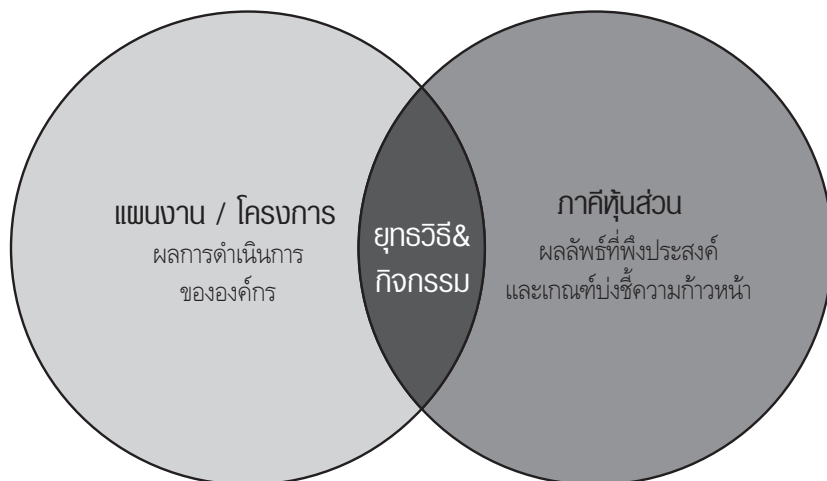 แผนงาน / โครงการ
ผลการดำเนินการ
ขององค์กร
ยุทธวิธี&
กิจกรรม
ภาคีหุ้นส่วน
ผลลัพธ์ที่พึงประสงค์
และเกณฑ์บ่งชี้ความก้าวหน้า